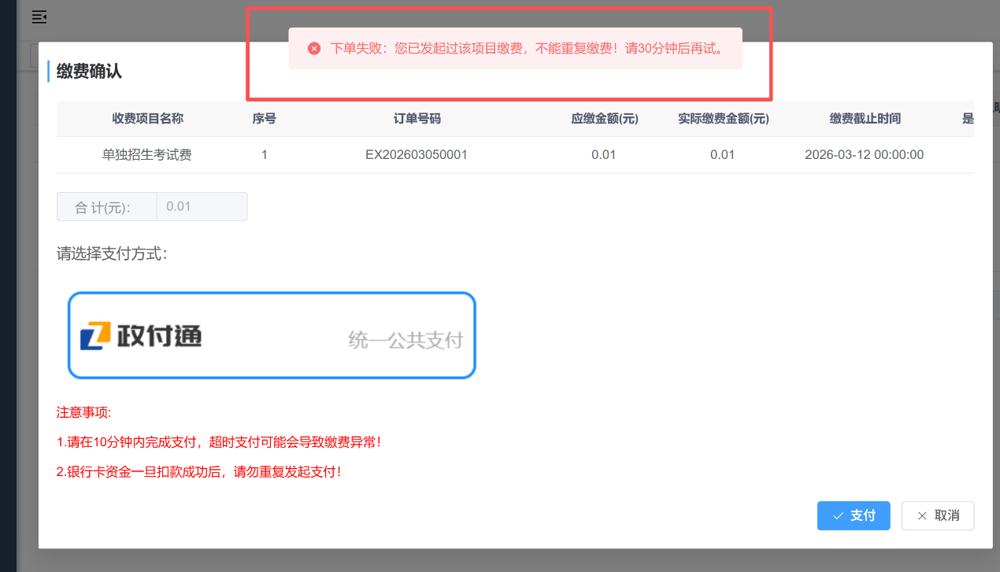 下单失败：您已发起过该项目缴费，不能重复缴费！请30分钟后再试。
缴费确认
收费项目名称 序号 订单号码 应缴金额(元) 实际缴费金额(元) 缴费截止时间 是
单独招生考试费 1 EX202603050001 0.01 0.01 2026-03-12 00:00:00
合 计(元)： 0.01
请选择支付方式：
政付通 统一公共支付
注意事项:
1.请在10分钟内完成支付，超时支付可能会导致缴费异常！
2.银行卡资金一旦扣款成功后，请勿重复发起支付！
支付 取消